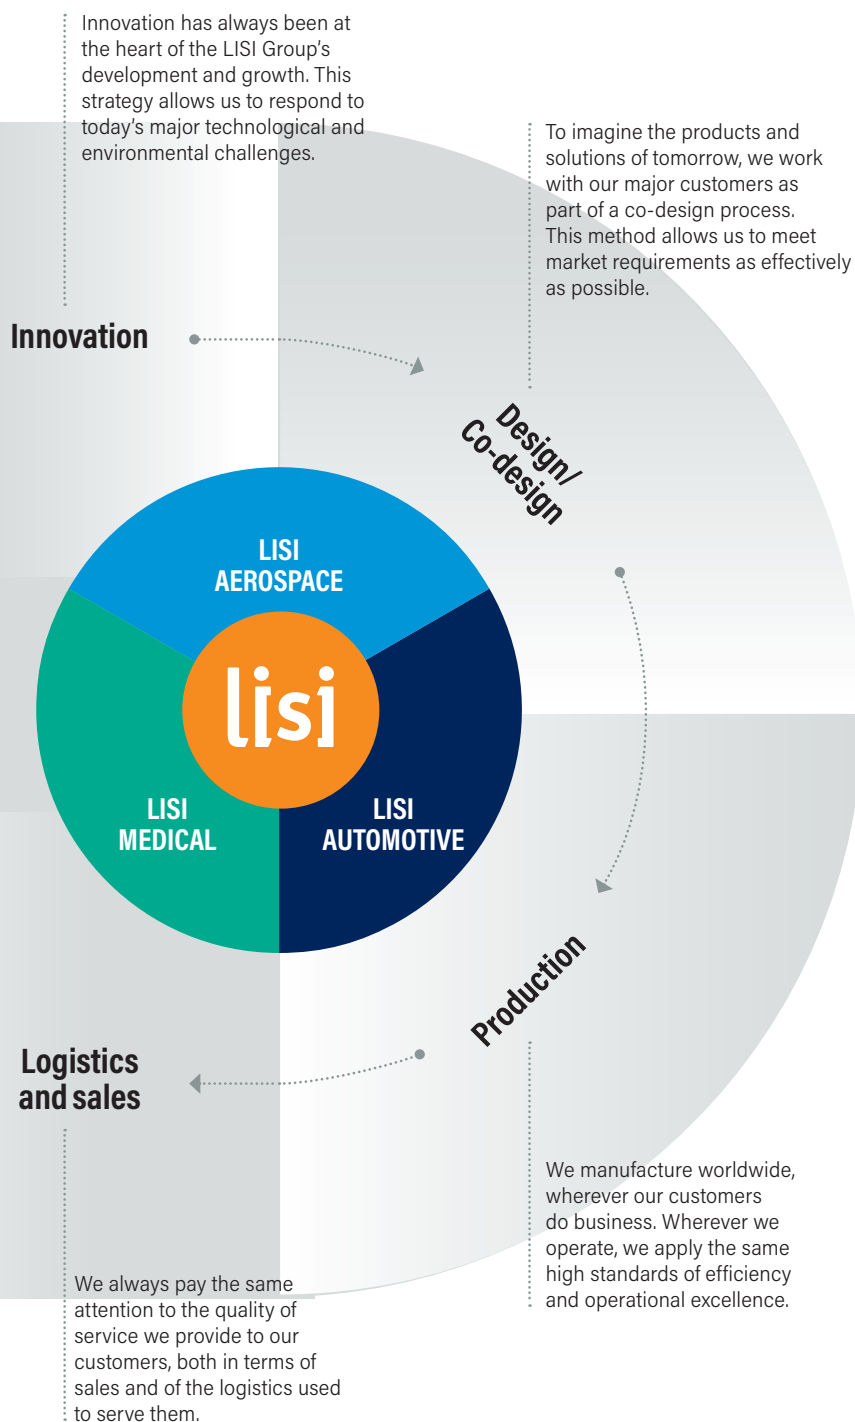 Innovation has always been at
the heart of the LISI Group's
development and growth. This
strategy allows us to respond to
today's major technological and
environmental challenges.
Innovation
To imagine the products and
solutions of tomorrow, we work
with our major customers as
part of a co-design process.
This method allows us to meet
market requirements as effectively
as possible.
Design/
Co-design
LISI
AEROSPACE
lisi
LISI
MEDICAL
LISI
AUTOMOTIVE
Production
We manufacture worldwide,
wherever our customers
do business. Wherever we
operate, we apply the same
high standards of efficiency
and operational excellence.
Logistics
and sales
We always pay the same
attention to the quality of
service we provide to our
customers, both in terms of
sales and of the logistics used
to serve them.